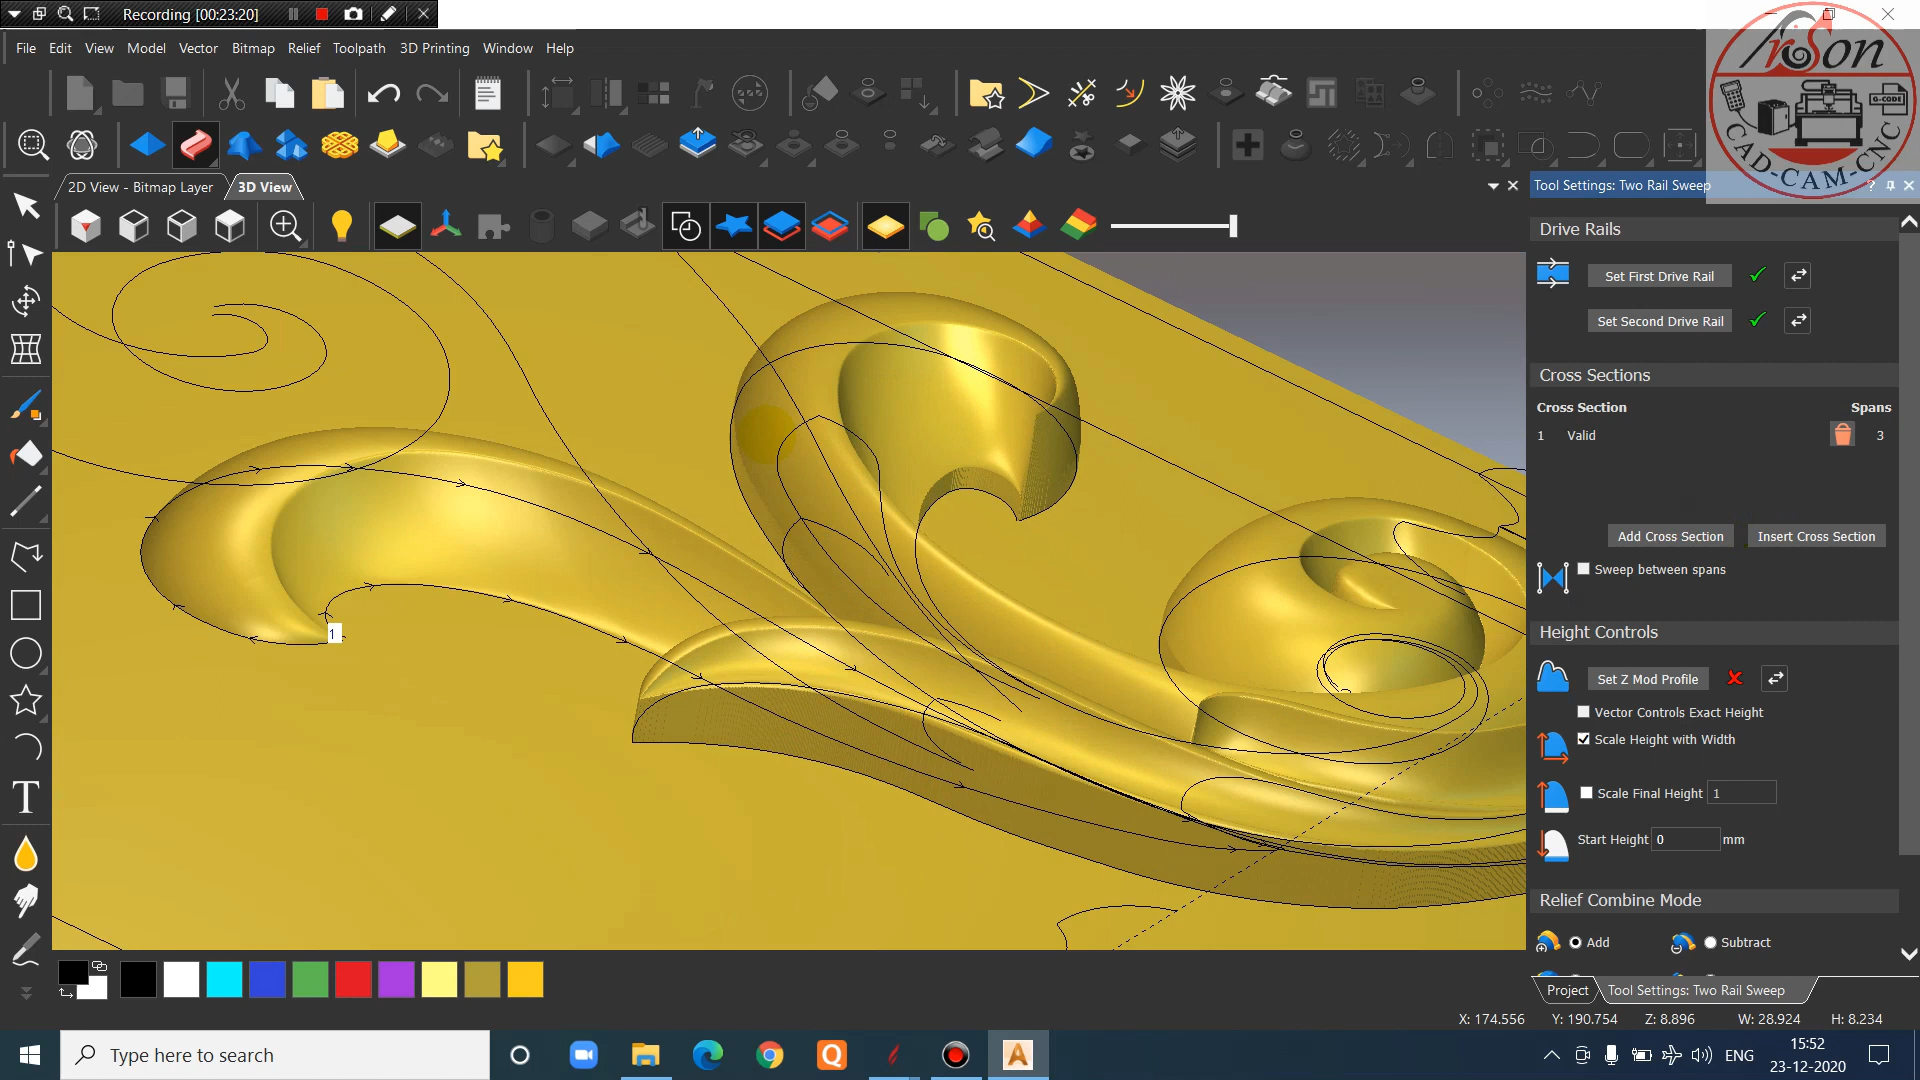 Recording [00:23:20]
File Edit View Model Vector Bitmap Relief Toolpath 3D Printing Window Help
ArSon
G-CODE
CAD-CAM-CNC
2D View - Bitmap Layer
3D View
Tool Settings: Two Rail Sweep
?
Drive Rails
Set First Drive Rail
Set Second Drive Rail
Cross Sections
Cross Section Spans
1 Valid 3
Add Cross Section Insert Cross Section
Sweep between spans
Height Controls
Set Z Mod Profile
Vector Controls Exact Height
Scale Height with Width
Scale Final Height 1
Start Height 0 mm
Relief Combine Mode
Add Subtract
1
Project Tool Settings: Two Rail Sweep
X: 174.556 Y: 190.754 Z: 8.896 W: 28.924 H: 8.234
Type here to search
ENG
15:52
23-12-2020